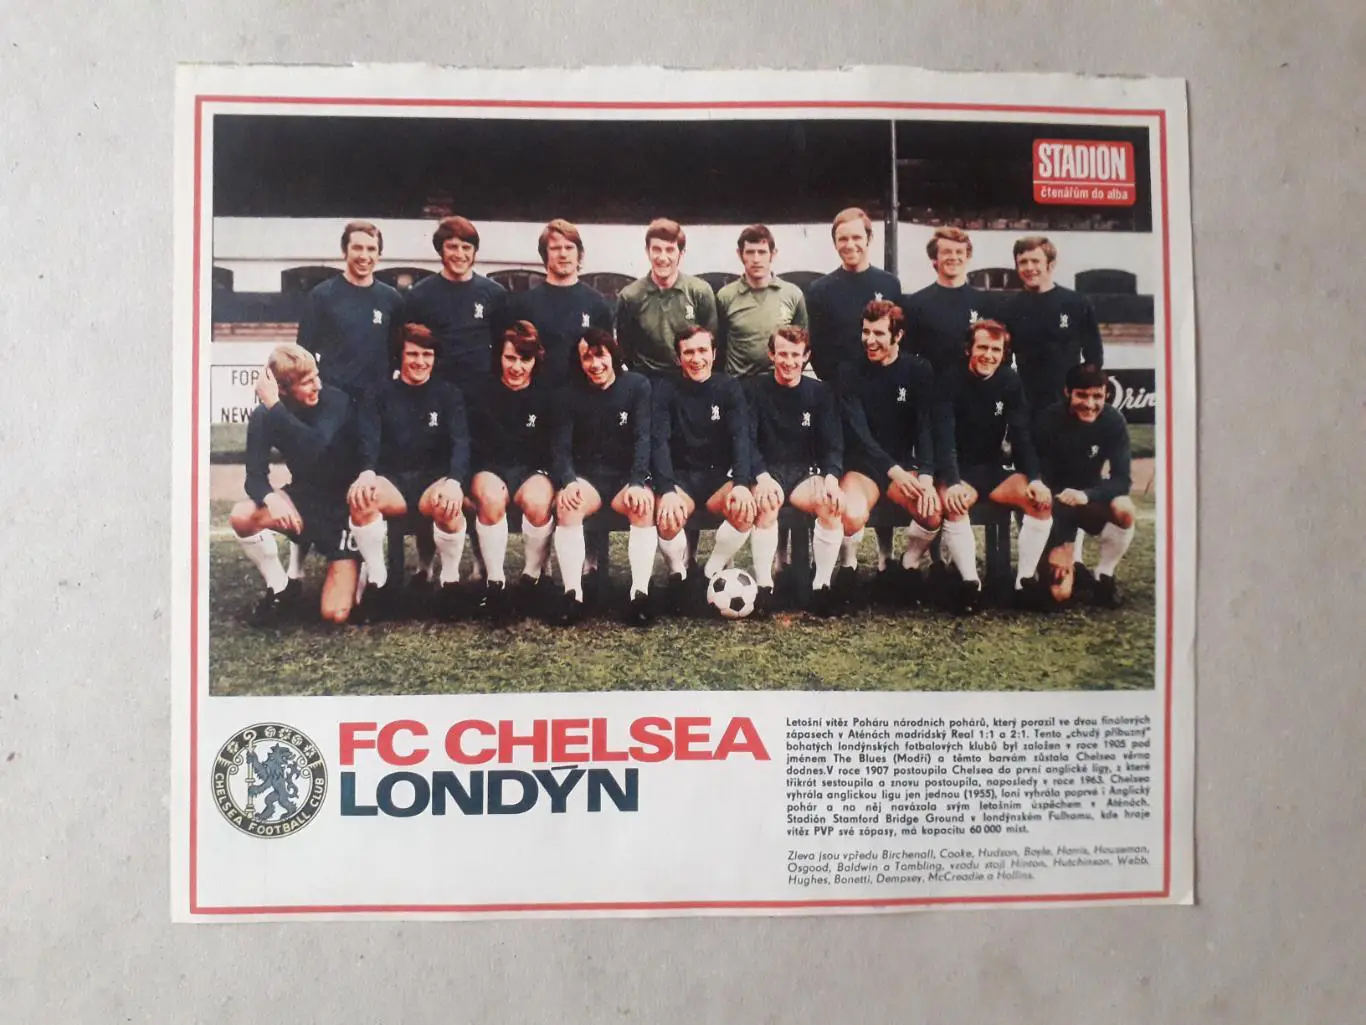 STADION
čtenářům do alba
FOR
NEW
Drin
18
FC CHELSEA
LONDÝN
CHELSEA FOOTBALL CLUB
Letošní vítěz Poháru národních pohárů, který porazil ve dvou finálových
zápasech v Aténách madridský Real 1:1 a 2:1. Tento „chudý příbuzný"
bohatých londýnských fotbalových klubů byl založen v roce 1905 pod
jménem The Blues (Modří) a těmto barvám zůstala Chelsea věrna
dodnes.V roce 1907 postoupila Chelsea do první anglické ligy, z které
třikrát sestoupila a znovu postoupila, naposledy v roce 1963. Chelsea
vyhrála anglickou ligu jen jednou (1955), loni vyhrála poprvé i Anglický
pohár a na něj navázala svým letošním úspěchem v Aténách.
Stadión Stamford Bridge Ground v londýnském Fulhamu, kde hraje
vítěz PVP své zápasy, má kapacitu 60 000 míst.
Zleva jsou vpředu Birchenall, Cooke, Hudson, Boyle, Harris, Houseman,
Osgood, Baldwin a Tambling, vzadu stojí Hinton, Hutchinson, Webb,
Hughes, Bonetti, Dempsey, McCreadie a Hollins.